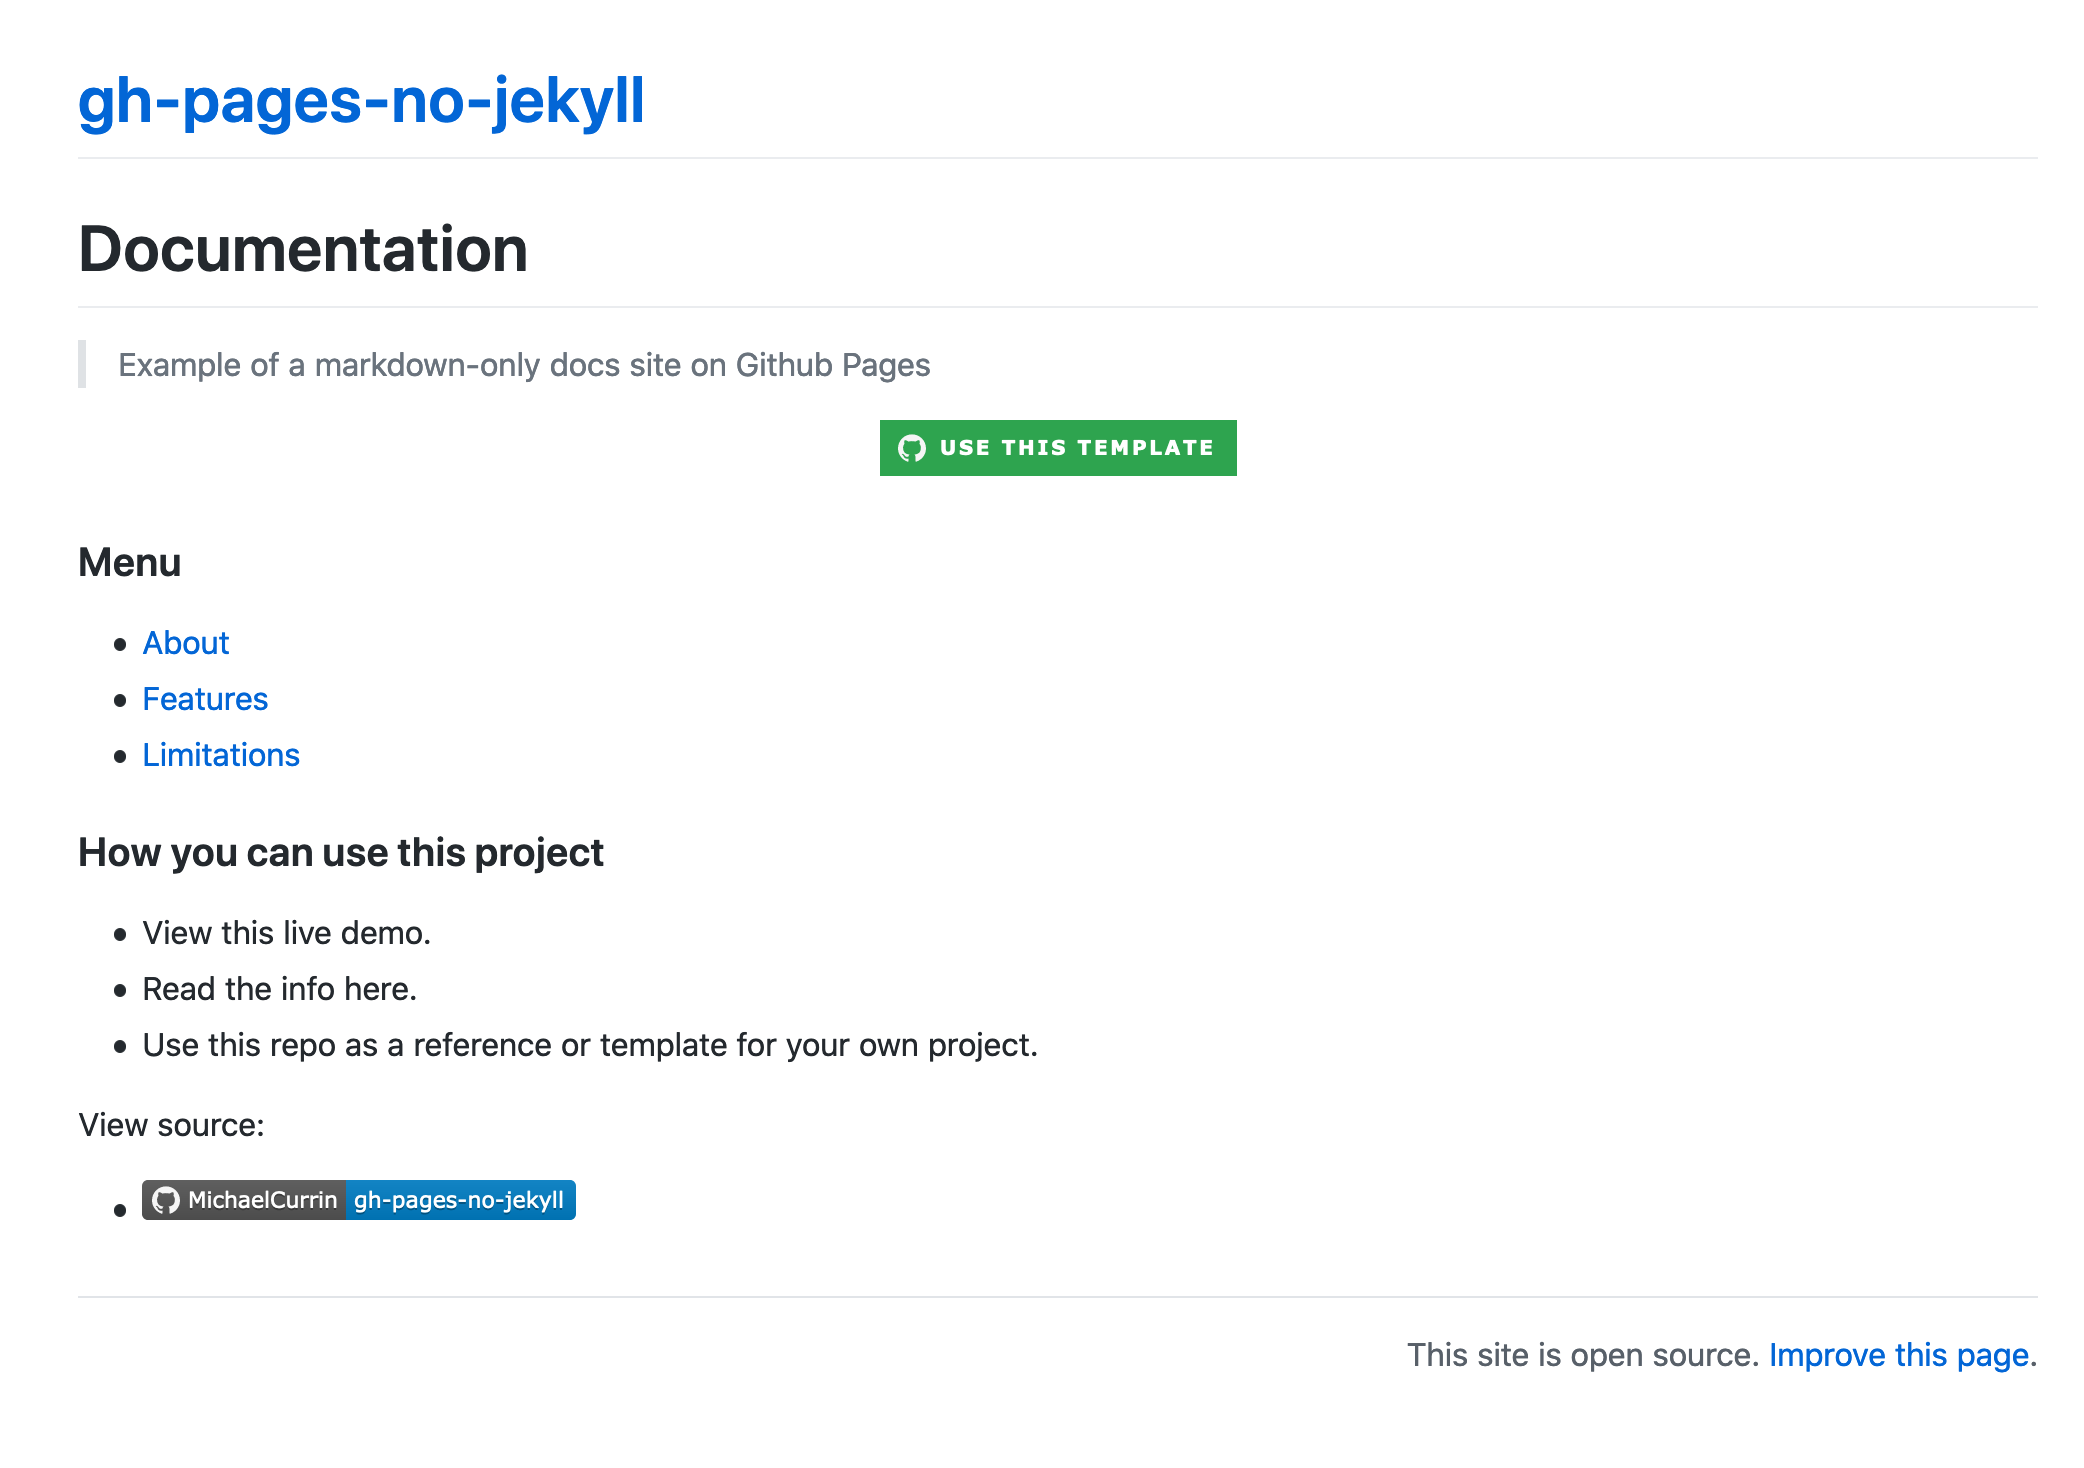 gh-pages-no-jekyll
Documentation
Example of a markdown-only docs site on Github Pages
USE THIS TEMPLATE
Menu
About
Features
Limitations
How you can use this project
View this live demo.
Read the info here.
Use this repo as a reference or template for your own project.
View source:
MichaelCurrin gh-pages-no-jekyll
This site is open source. Improve this page.